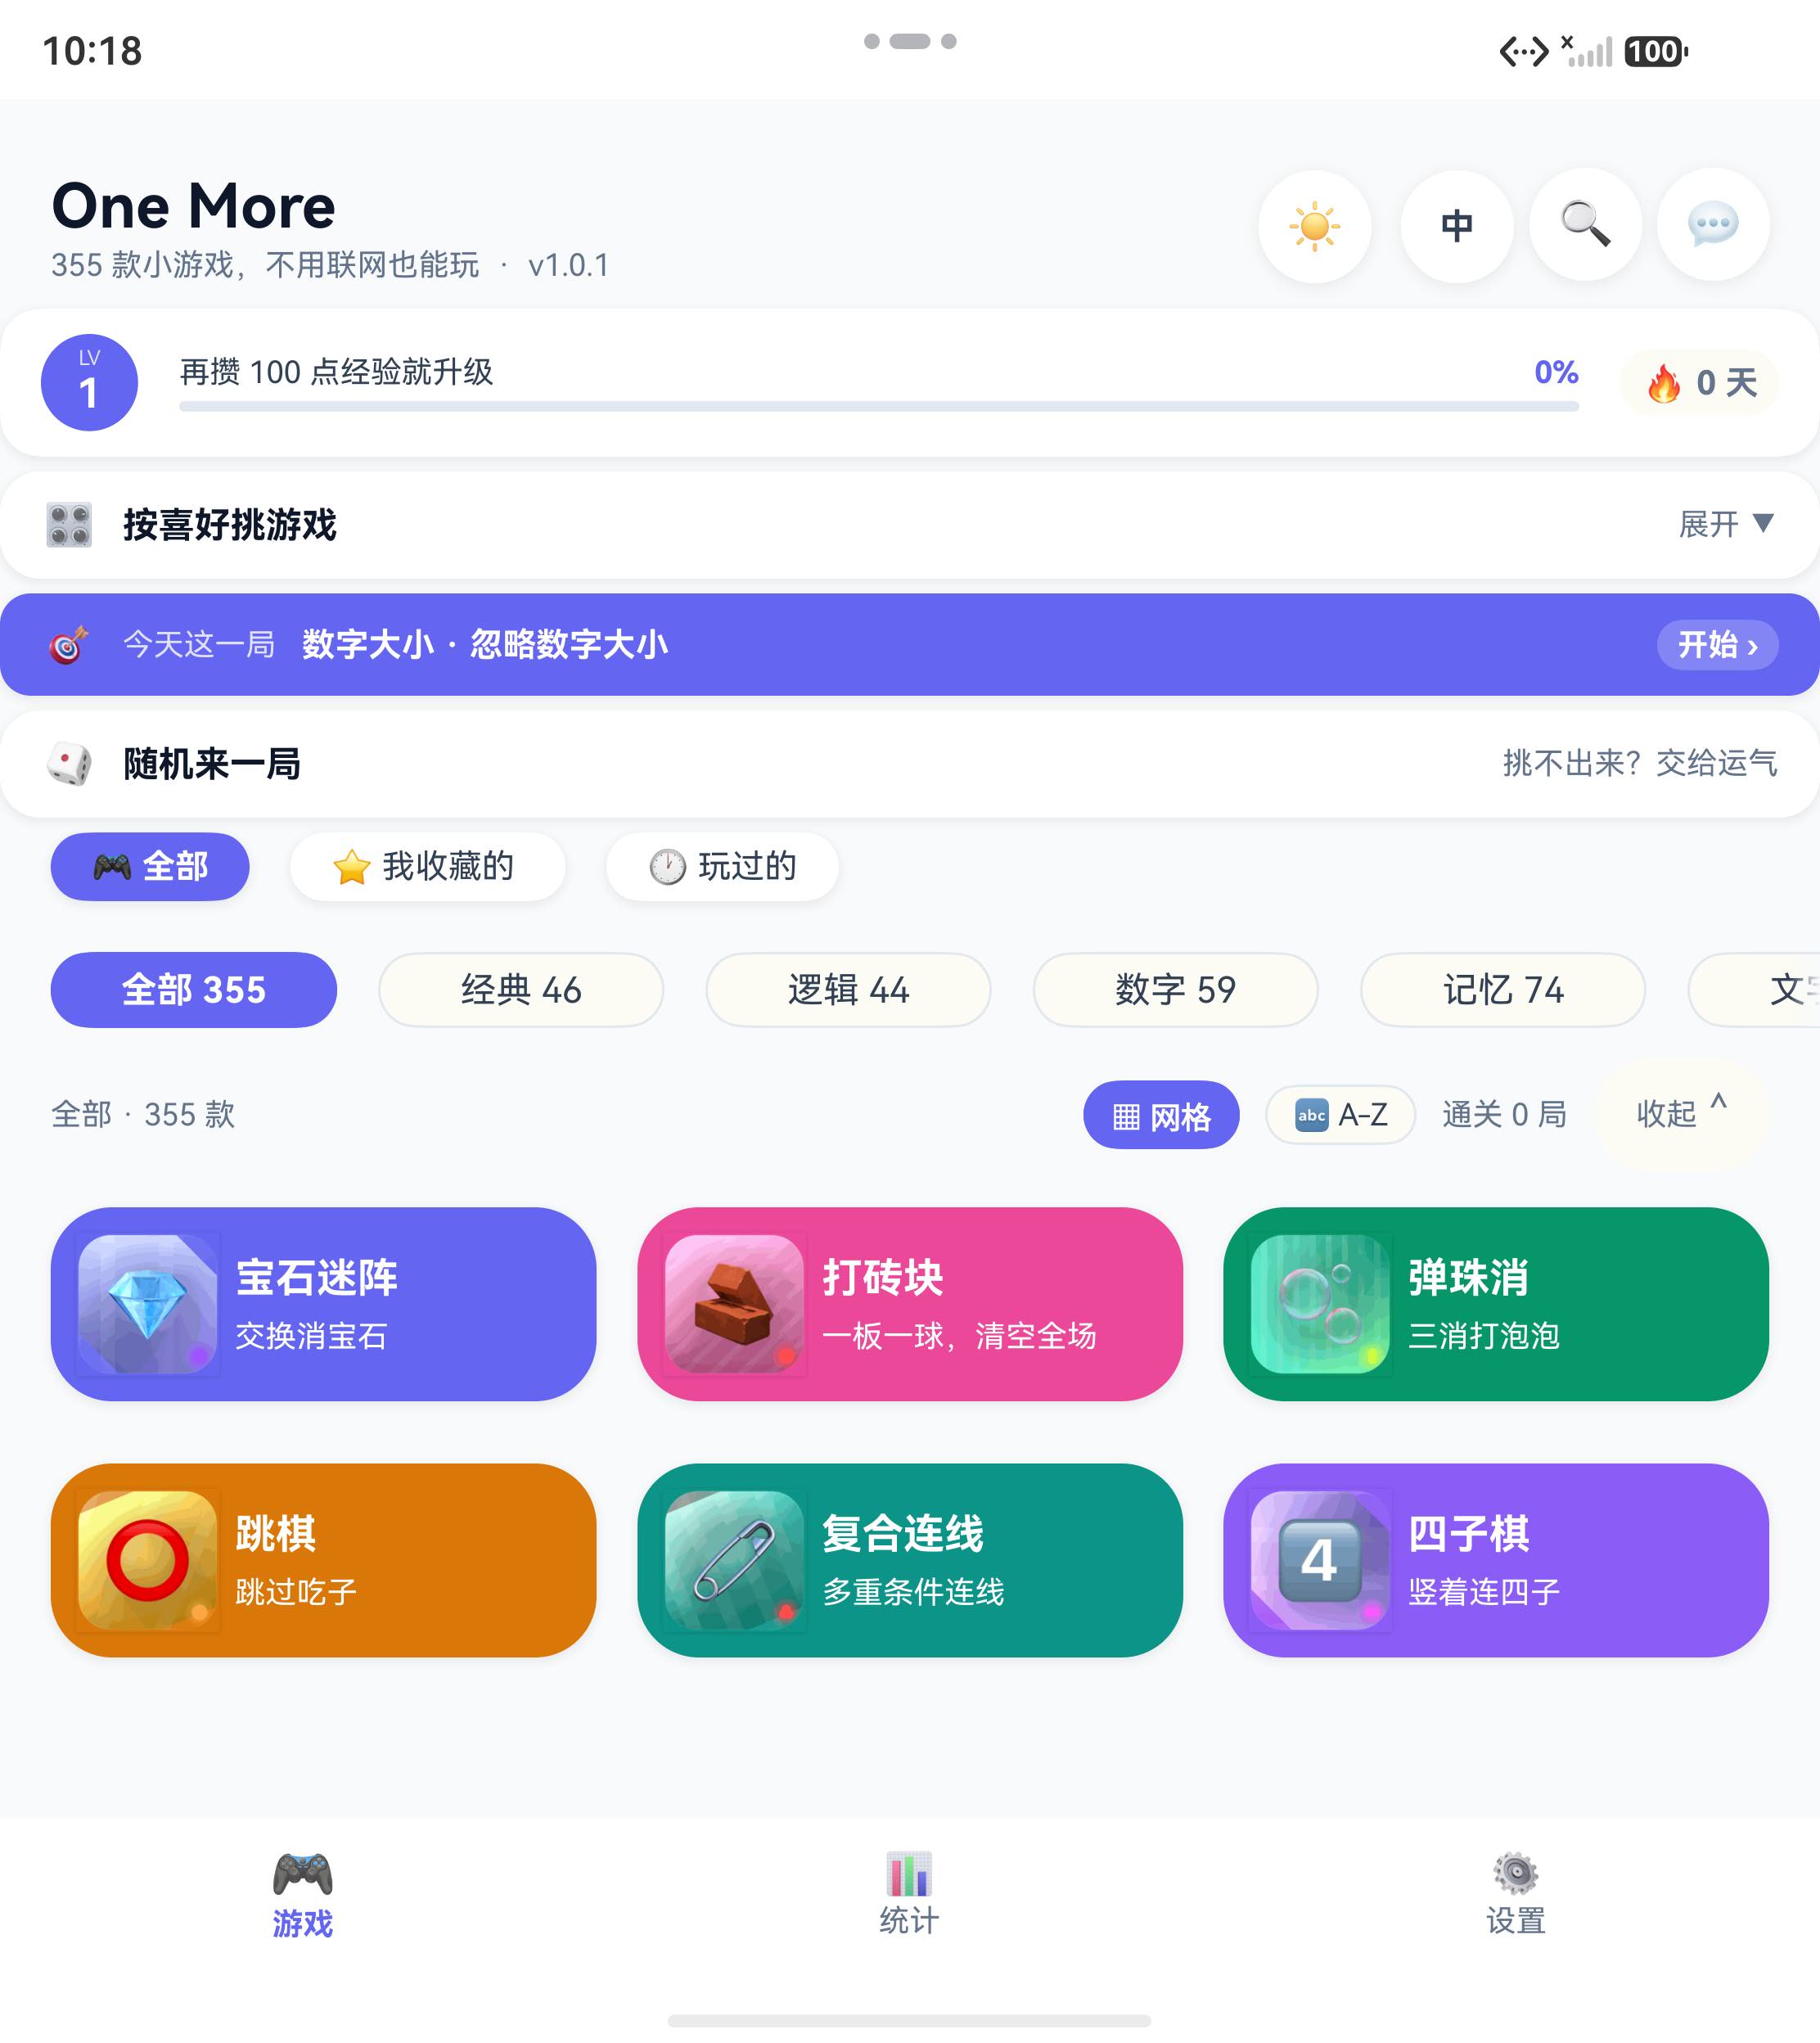 10:18
100
One More
355 款小游戏，不用联网也能玩 · v1.0.1
中
LV
1
再攒 100 点经验就升级
0%
0 天
按喜好挑游戏
展开 ▼
今天这一局 数字大小 · 忽略数字大小
开始 ›
随机来一局
挑不出来？交给运气
全部
我收藏的
玩过的
全部 355
经典 46
逻辑 44
数字 59
记忆 74
文
全部 · 355 款
网格
abc A-Z
通关 0 局
收起 ^
宝石迷阵
交换消宝石
打砖块
一板一球，清空全场
弹珠消
三消打泡泡
跳棋
跳过吃子
复合连线
多重条件连线
4
四子棋
竖着连四子
游戏
统计
设置